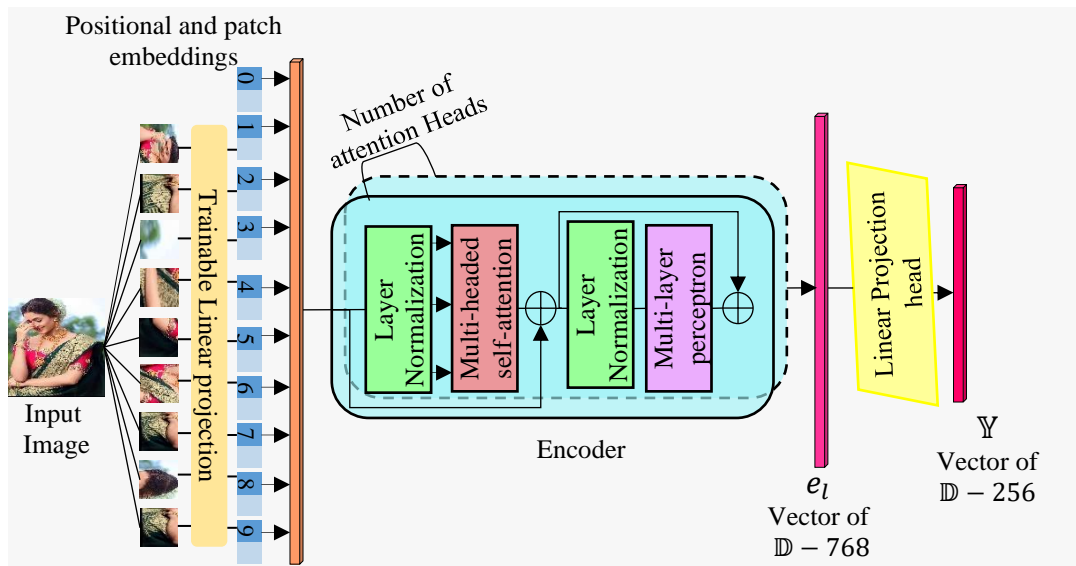 Positional and patch
embeddings
Number of
attention Heads
0
1
2
3
4
5
6
7
8
9
Trainable Linear projection
Input
Image
Layer
Normalization
Multi-headed
self-attention
Layer
Normalization
Multi-layer
perceptron
Encoder
Linear Projection
head
e_l
Vector of
𝔻 − 768
𝕐
Vector of
𝔻 − 256